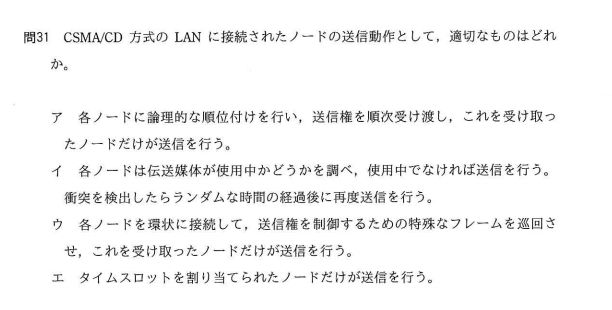 問31　CSMA/CD 方式の LAN に接続されたノードの送信動作として，適切なものはどれ
か。
ア　各ノードに論理的な順位付けを行い，送信権を順次受け渡し，これを受け取っ
たノードだけが送信を行う。
イ　各ノードは伝送媒体が使用中かどうかを調べ，使用中でなければ送信を行う。
衝突を検出したらランダムな時間の経過後に再度送信を行う。
ウ　各ノードを環状に接続して，送信権を制御するための特殊なフレームを巡回さ
せ，これを受け取ったノードだけが送信を行う。
エ　タイムスロットを割り当てられたノードだけが送信を行う。